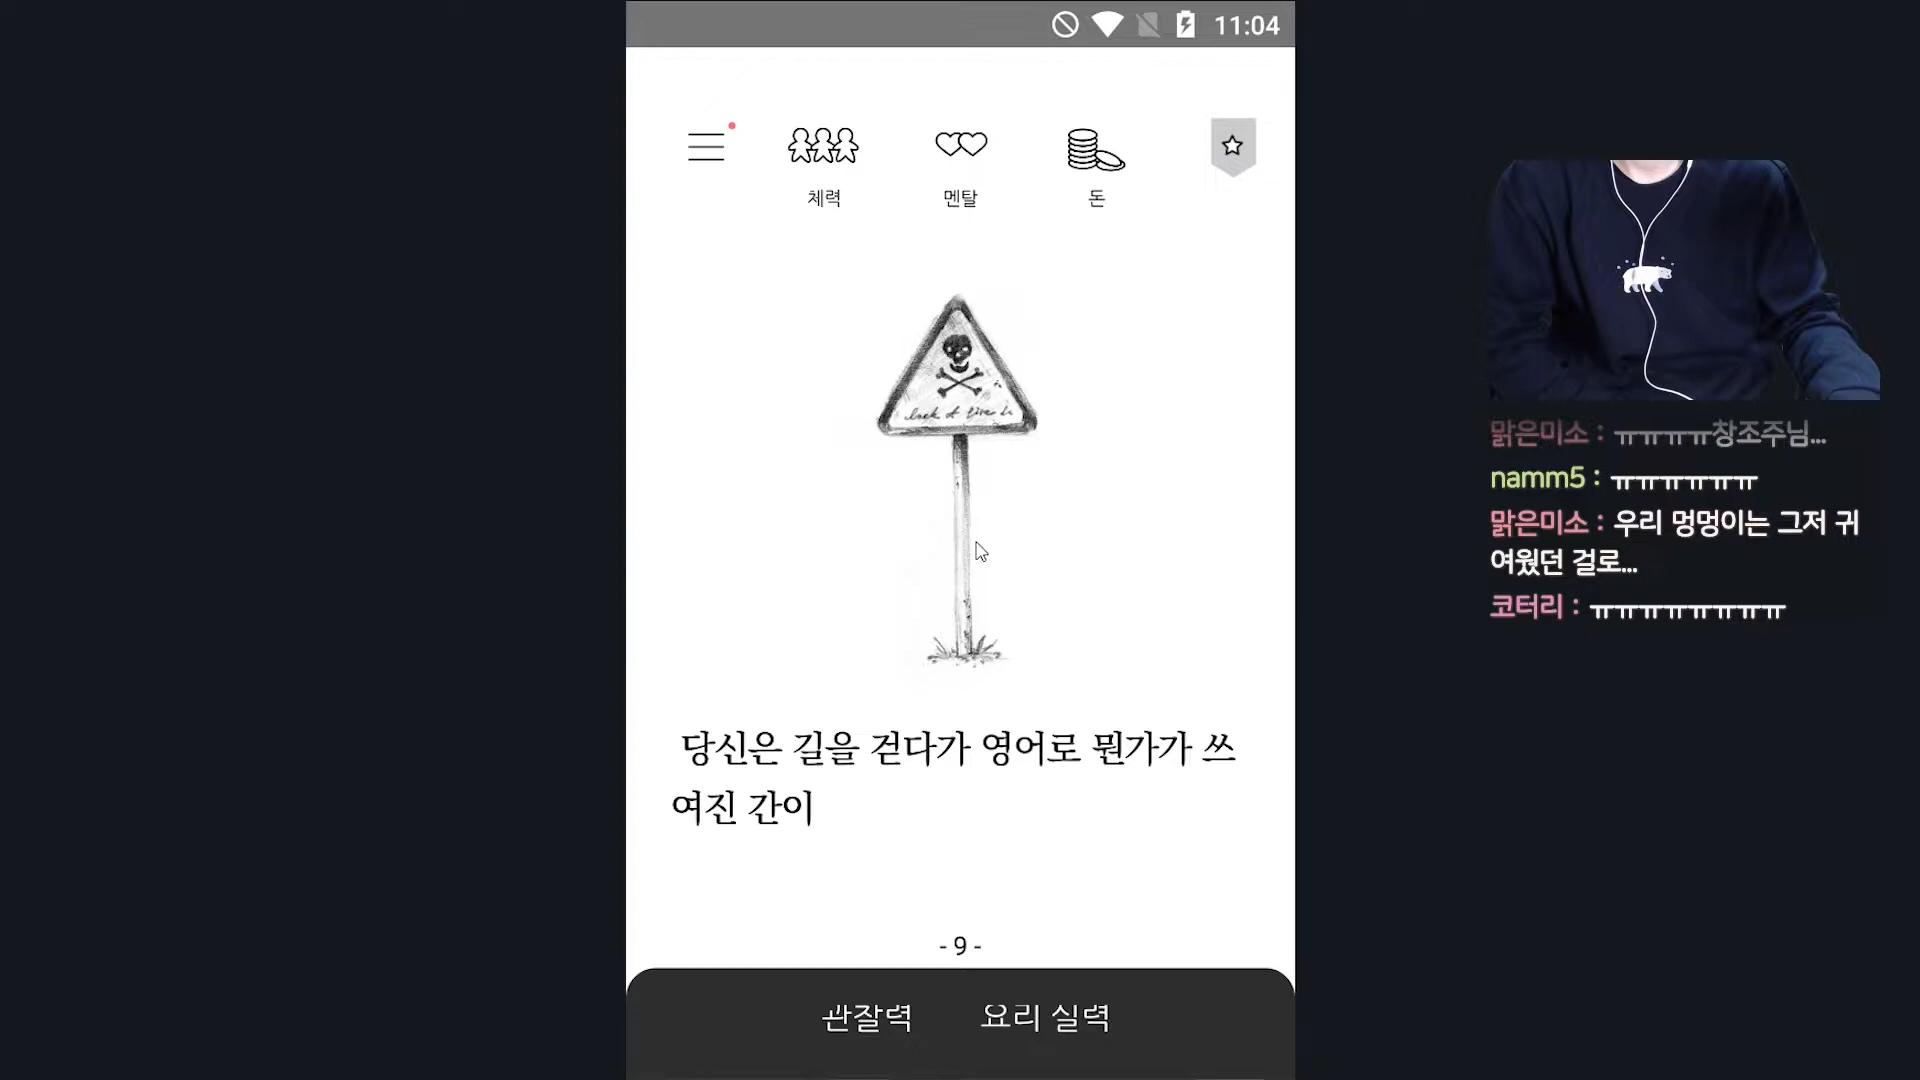 11:04
체력
멘탈
돈
당신은 길을 걷다가 영어로 뭔가가 쓰
여진 간이
- 9 -
관찰력 요리 실력
맑은미소 : ㅠㅠㅠㅠ창조주님...
namm5 : ㅠㅠㅠㅠㅠㅠ
맑은미소 : 우리 멍멍이는 그저 귀
여웠던 걸로...
코터리 : ㅠㅠㅠㅠㅠㅠㅠㅠ